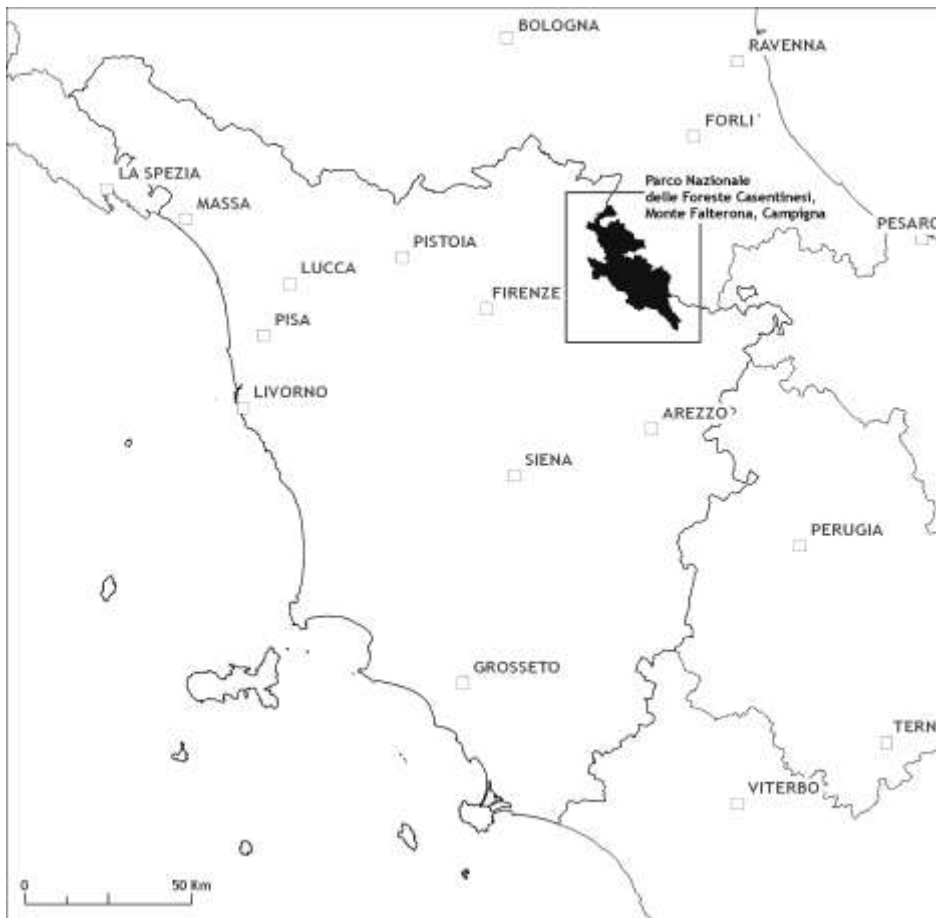 BOLOGNA
RAVENNA
FORLI'
LA SPEZIA
MASSA
Parco Nazionale
delle Foreste Casentinesi,
Monte Falterona, Campigna
PESARO
PISTOIA
LUCCA
FIRENZE
PISA
LIVORNO
AREZZO
SIENA
PERUGIA
GROSSETO
TERN
VITERBO
0 50 Km